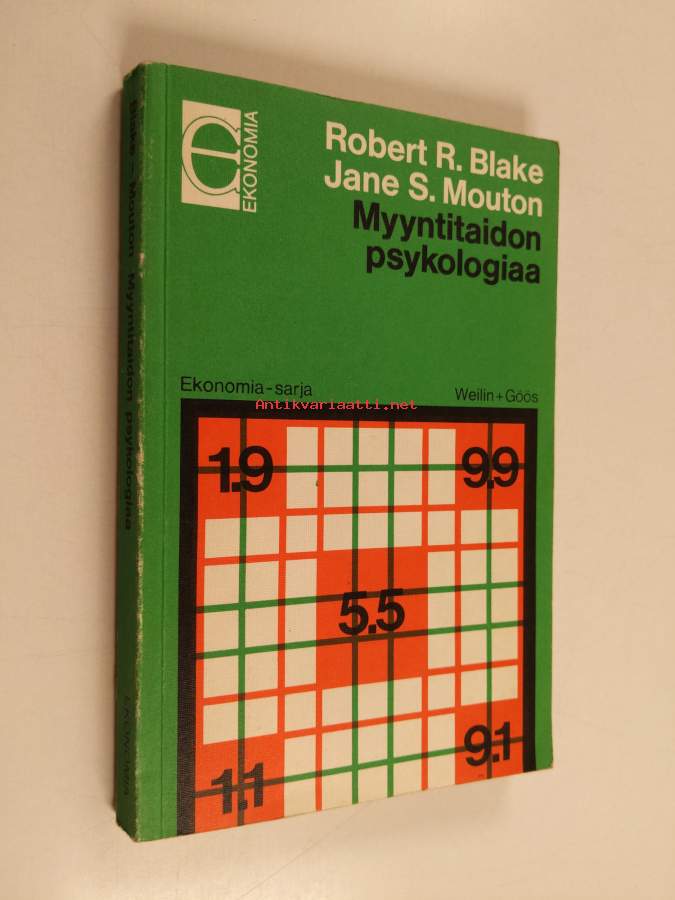 EKONOMIA
Robert R. Blake
Jane S. Mouton
Myyntitaidon
psykologiaa
Ekonomia-sarja
Weilin+Göös
Antikvariaatti.net
1.9
9.9
5.5
1.1
9.1
Blake - Mouton Myyntitaidon psykologiaa
EKONOMIA